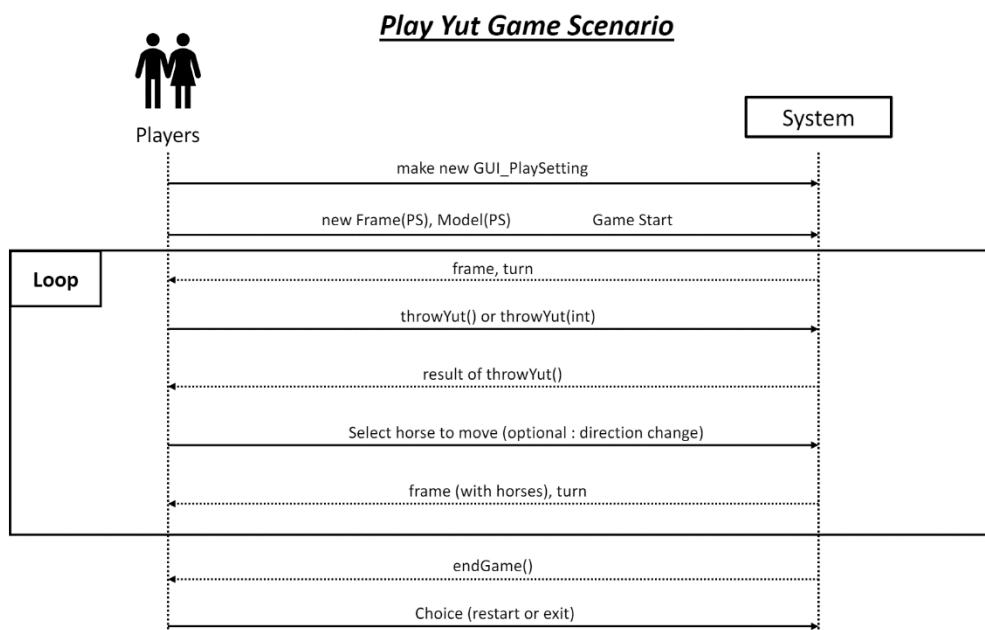 Play Yut Game Scenario
Players
System
make new GUI_PlaySetting
new Frame(PS), Model(PS) Game Start
Loop
frame, turn
throwYut() or throwYut(int)
result of throwYut()
Select horse to move (optional : direction change)
frame (with horses), turn
endGame()
Choice (restart or exit)